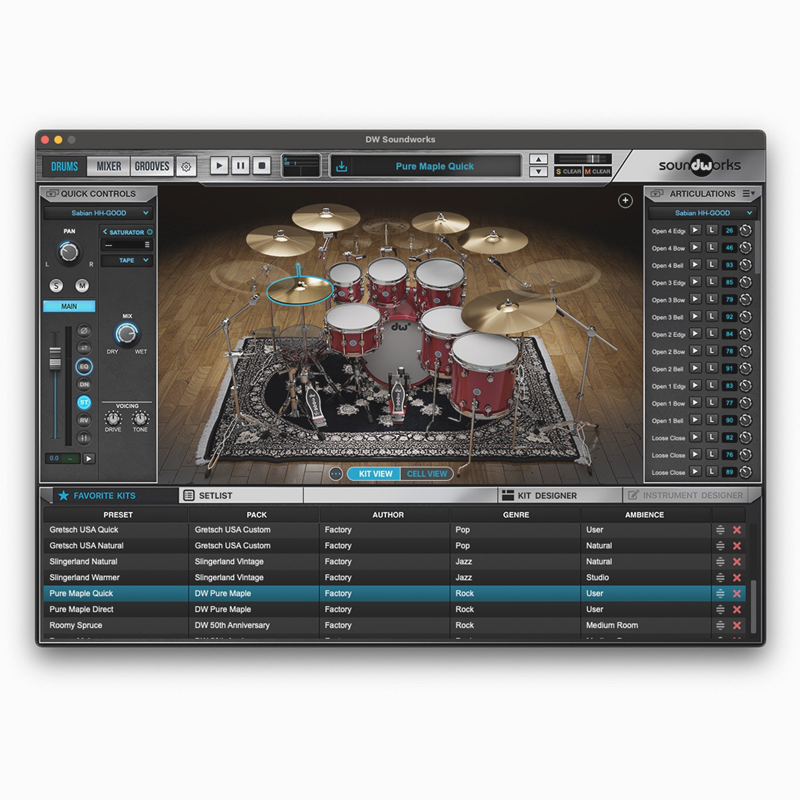 DW Soundworks
DRUMS MIXER GROOVES
Pure Maple Quick
S CLEAR M CLEAR
soundworks
QUICK CONTROLS
Sabian HH-GOOD
PAN
L R
S M
MAIN
SATURATOR
TAPE
MIX
DRY WET
EQ
ST
RV
VOICING
DRIVE TONE
0.0
dw
KIT VIEW CELL VIEW
ARTICULATIONS
Sabian HH-GOOD
Open 4 Edge L 26
Open 4 Bow L 46
Open 4 Bell L 93
Open 3 Edge L 85
Open 3 Bow L 79
Open 3 Bell L 92
Open 2 Edge L 84
Open 2 Bow L 78
Open 2 Bell L 91
Open 1 Edge L 83
Open 1 Bow L 77
Open 1 Bell L 90
Loose Close L 82
Loose Close L 76
Loose Close L 89
FAVORITE KITS SETLIST KIT DESIGNER INSTRUMENT DESIGNER
PRESET PACK AUTHOR GENRE AMBIENCE
Gretsch USA Quick Gretsch USA Custom Factory Pop User
Gretsch USA Natural Gretsch USA Custom Factory Pop Natural
Slingerland Natural Slingerland Vintage Factory Jazz Natural
Slingerland Warmer Slingerland Vintage Factory Jazz Studio
Pure Maple Quick DW Pure Maple Factory Rock User
Pure Maple Direct DW Pure Maple Factory Rock User
Roomy Spruce DW 50th Anniversary Factory Rock Medium Room